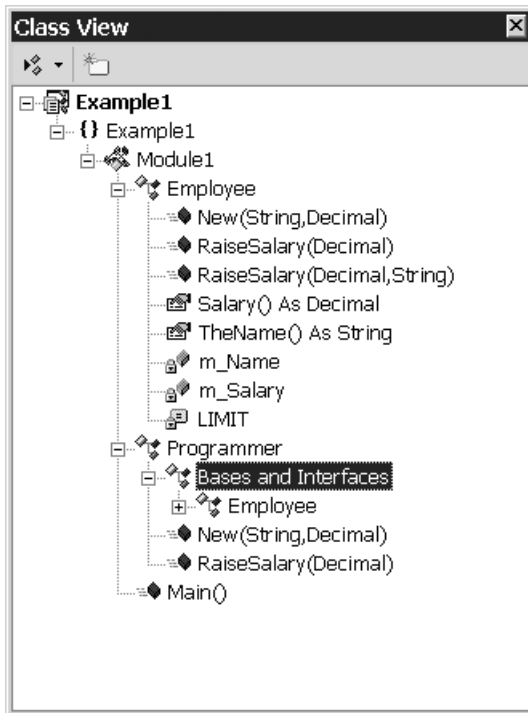 Class View
Example1
{} Example1
Module1
Employee
New(String,Decimal)
RaiseSalary(Decimal)
RaiseSalary(Decimal,String)
Salary() As Decimal
TheName() As String
m_Name
m_Salary
LIMIT
Programmer
Bases and Interfaces
Employee
New(String,Decimal)
RaiseSalary(Decimal)
Main()